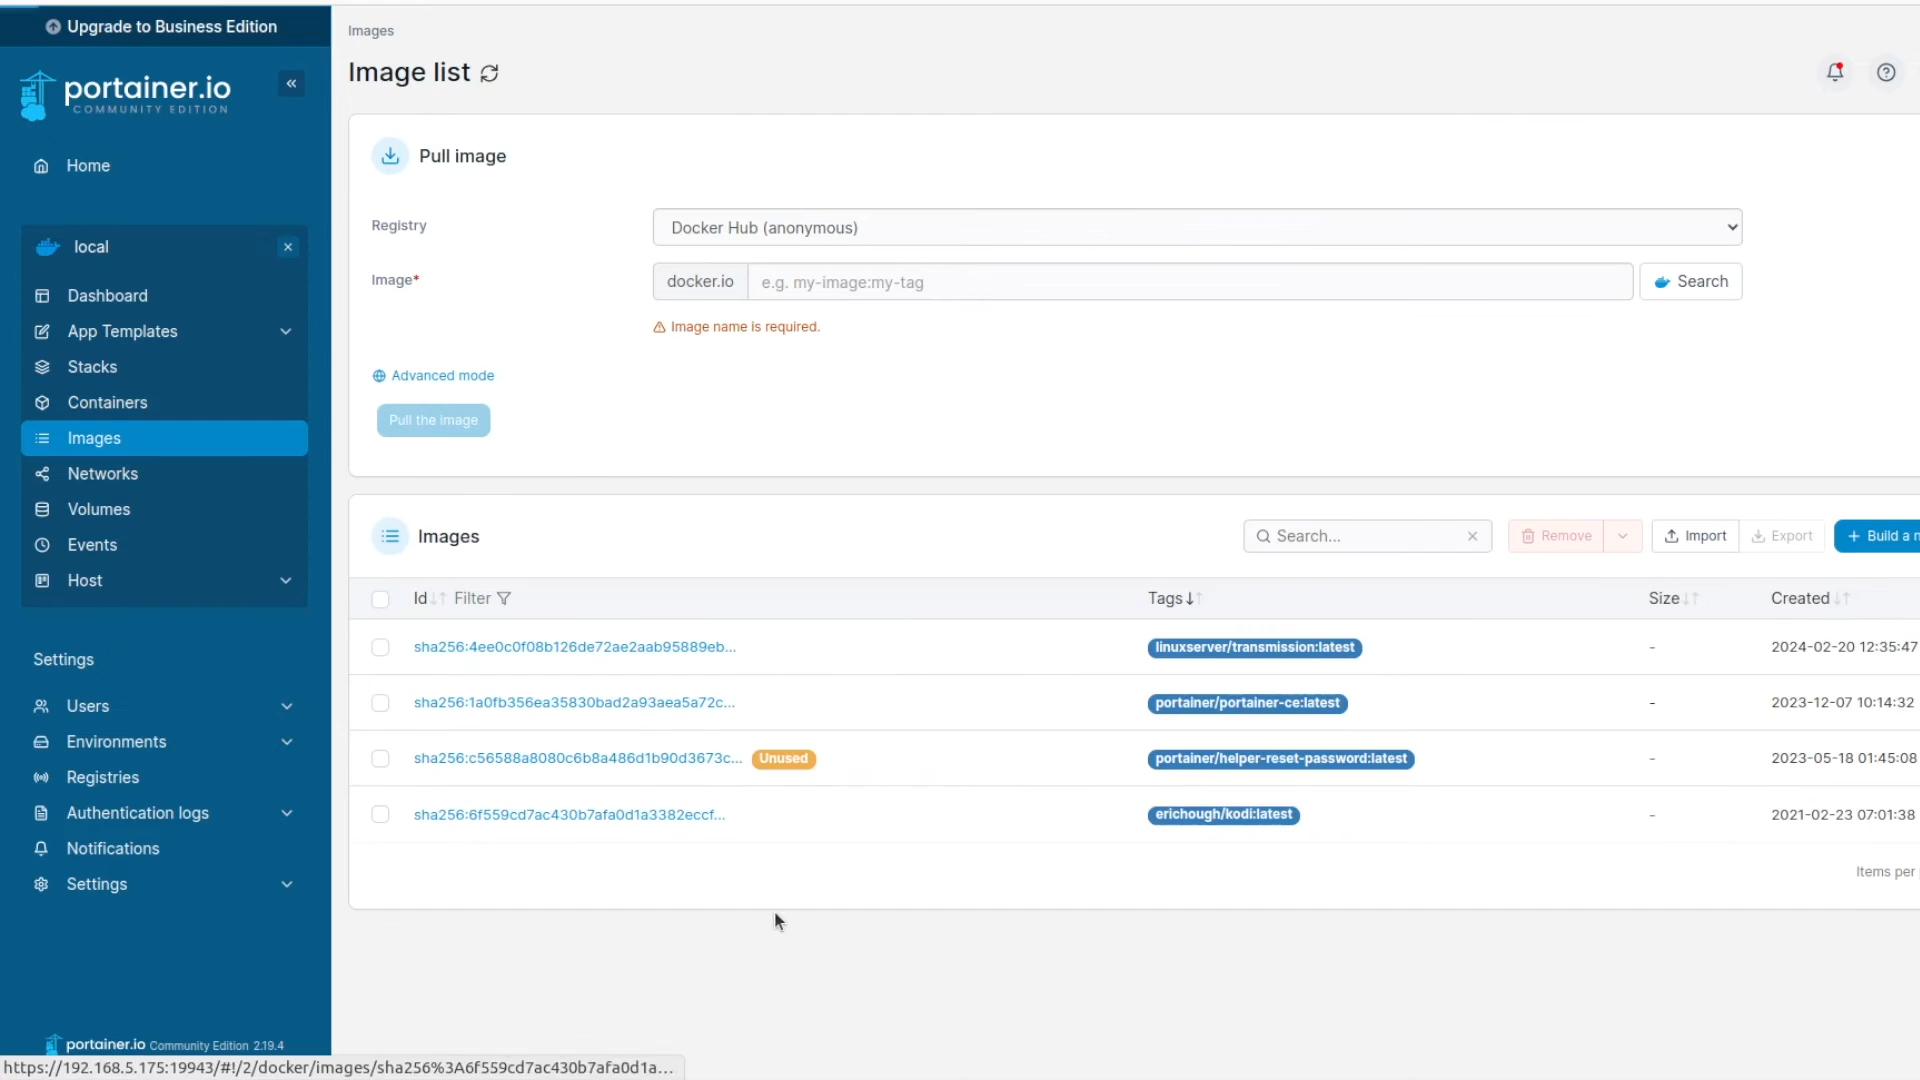 Upgrade to Business Edition
portainer.io
COMMUNITY EDITION
Home
local
Dashboard
App Templates
Stacks
Containers
Images
Networks
Volumes
Events
Host
Settings
Users
Environments
Registries
Authentication logs
Notifications
Settings
portainer.io Community Edition 2.19.4
Images
Image list
Pull image
Registry
Docker Hub (anonymous)
Image*
docker.io
e.g. my-image:my-tag
Search
Image name is required.
Advanced mode
Pull the image
Images
Search...
Remove
Import
Export
+ Build a n
Id Filter Tags Size Created
sha256:4ee0c0f08b126de72ae2aab95889eb... linuxserver/transmission:latest - 2024-02-20 12:35:47
sha256:1a0fb356ea35830bad2a93aea5a72c... portainer/portainer-ce:latest - 2023-12-07 10:14:32
sha256:c56588a8080c6b8a486d1b90d3673c... Unused portainer/helper-reset-password:latest - 2023-05-18 01:45:08
sha256:6f559cd7ac430b7afa0d1a3382eccf... erichough/kodi:latest - 2021-02-23 07:01:38
Items per
https://192.168.5.175:19943/#!/2/docker/images/sha256%3A6f559cd7ac430b7afa0d1a...